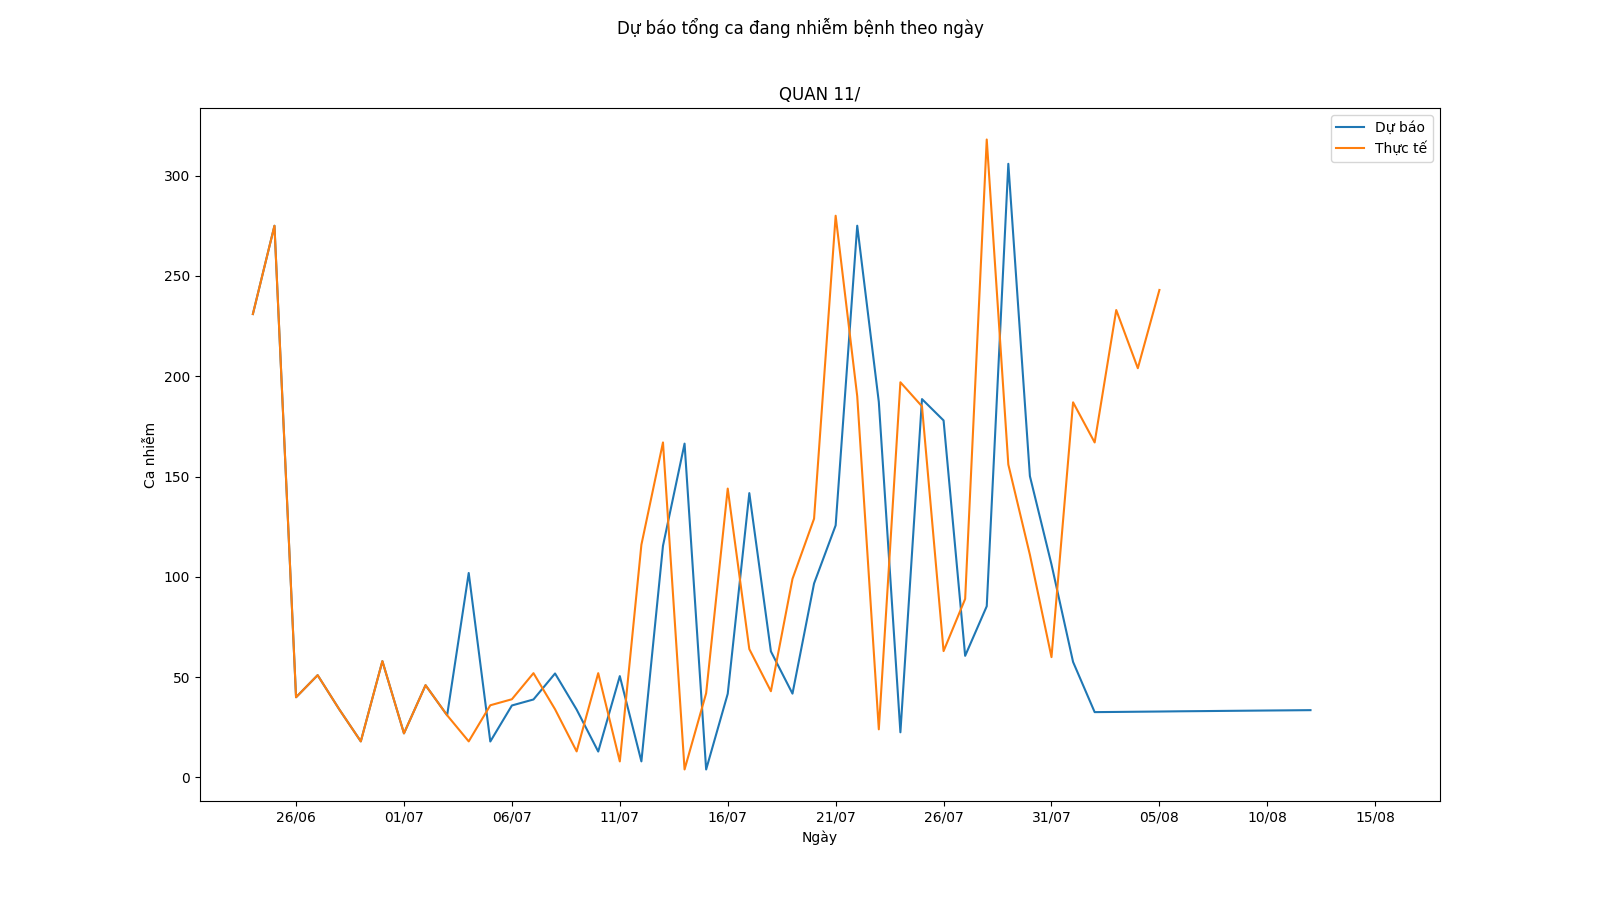 Dự báo tổng ca đang nhiễm bệnh theo ngày
QUAN 11/
Dự báo
Thực tế
300
250
200
150
100
50
0
Ca nhiễm
26/06 01/07 06/07 11/07 16/07 21/07 26/07 31/07 05/08 10/08 15/08
Ngày